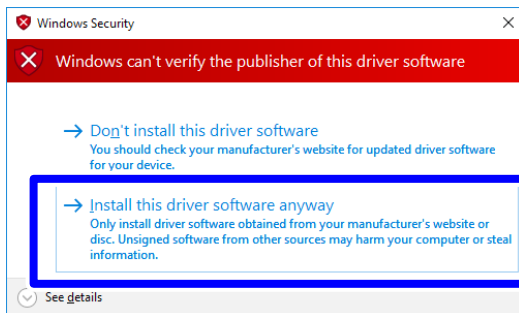 Windows Security
Windows can't verify the publisher of this driver software
Don't install this driver software
You should check your manufacturer's website for updated driver software
for your device.
Install this driver software anyway
Only install driver software obtained from your manufacturer's website or
disc. Unsigned software from other sources may harm your computer or steal
information.
See details